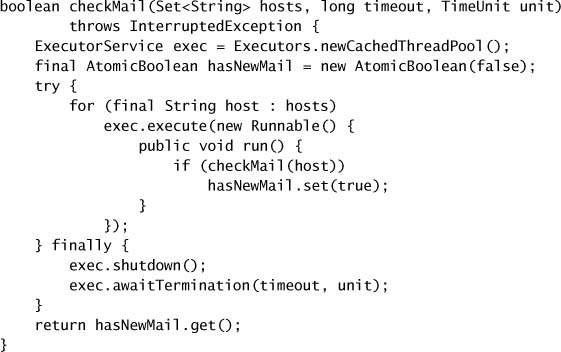 boolean checkMail(Set<String> hosts, long timeout, TimeUnit unit)
        throws InterruptedException {
    ExecutorService exec = Executors.newCachedThreadPool();
    final AtomicBoolean hasNewMail = new AtomicBoolean(false);
    try {
        for (final String host : hosts)
            exec.execute(new Runnable() {
                public void run() {
                    if (checkMail(host))
                        hasNewMail.set(true);
                }
            });
    } finally {
        exec.shutdown();
        exec.awaitTermination(timeout, unit);
    }
    return hasNewMail.get();
}